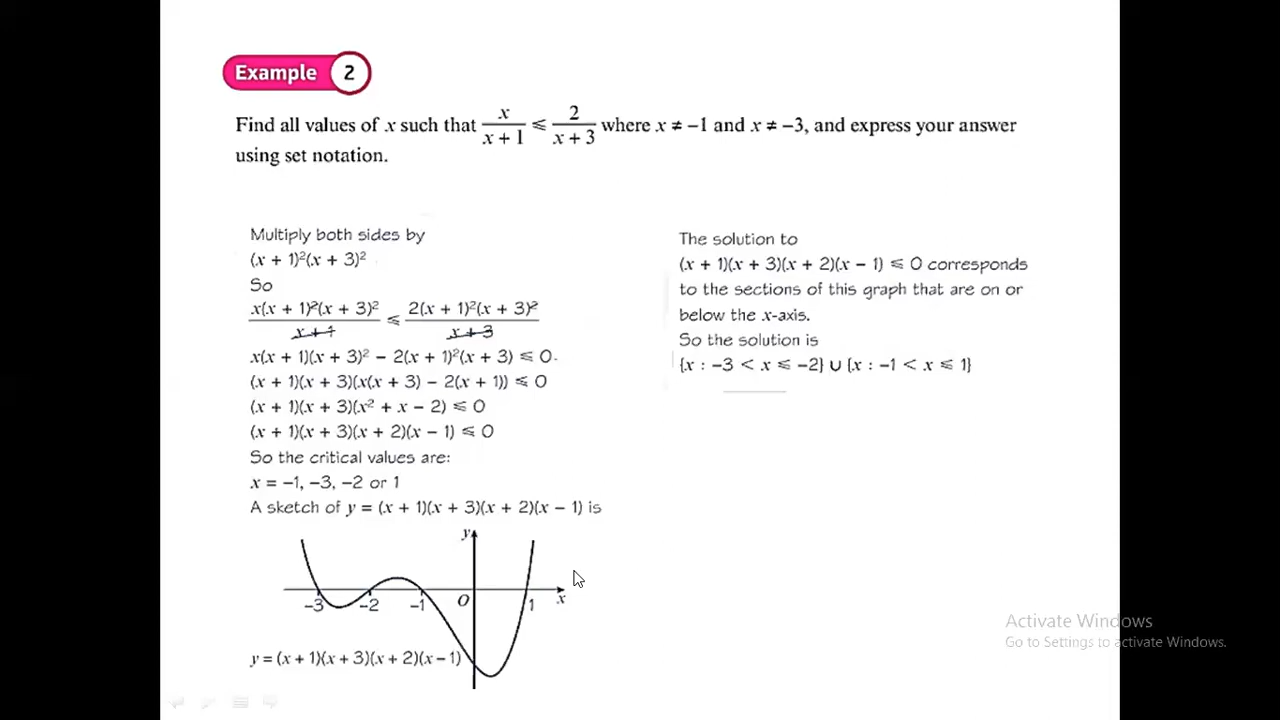 Example 2
Find all values of x such that x/(x + 1) ⩽ 2/(x + 3) where x ≠ −1 and x ≠ −3, and express your answer
using set notation.
Multiply both sides by
(x + 1)²(x + 3)²
So
x(x + 1)²(x + 3)²/(x + 1) ⩽ 2(x + 1)²(x + 3)²/(x + 3)
x(x + 1)(x + 3)² − 2(x + 1)²(x + 3) ⩽ 0
(x + 1)(x + 3)(x(x + 3) − 2(x + 1)) ⩽ 0
(x + 1)(x + 3)(x² + x − 2) ⩽ 0
(x + 1)(x + 3)(x + 2)(x − 1) ⩽ 0
So the critical values are:
x = −1, −3, −2 or 1
A sketch of y = (x + 1)(x + 3)(x + 2)(x − 1) is
y
−3 −2 −1 O 1 x
y = (x + 1)(x + 3)(x + 2)(x − 1)
The solution to
(x + 1)(x + 3)(x + 2)(x − 1) ⩽ 0 corresponds
to the sections of this graph that are on or
below the x-axis.
So the solution is
{x : −3 < x ⩽ −2} ∪ {x : −1 < x ⩽ 1}
Activate Windows
Go to Settings to activate Windows.